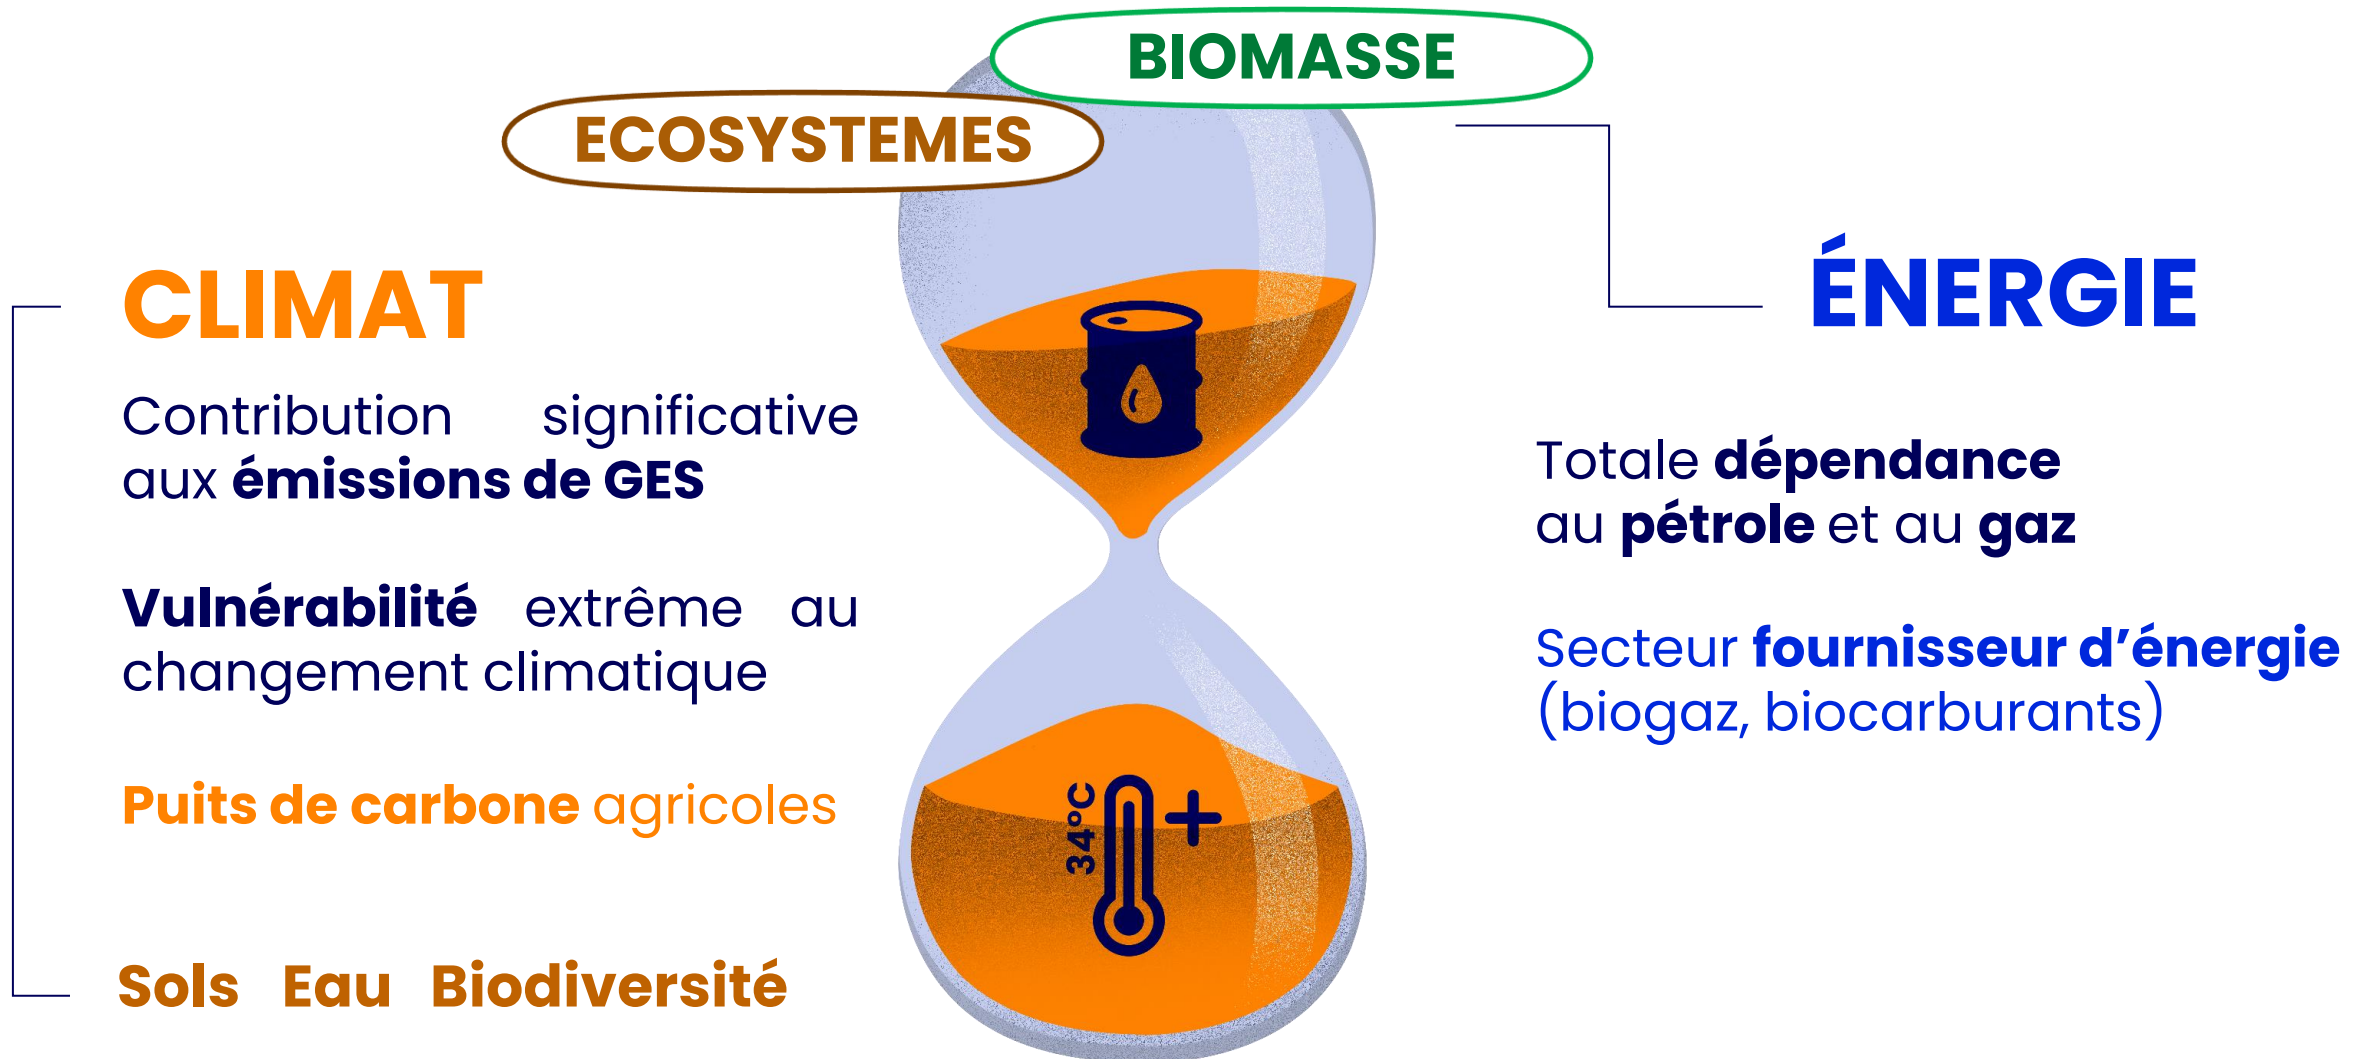 BIOMASSE
ECOSYSTEMES
CLIMAT
Contribution significative
aux émissions de GES
Vulnérabilité extrême au
changement climatique
Puits de carbone agricoles
Sols Eau Biodiversité
34°C
ÉNERGIE
Totale dépendance
au pétrole et au gaz
Secteur fournisseur d’énergie
(biogaz, biocarburants)